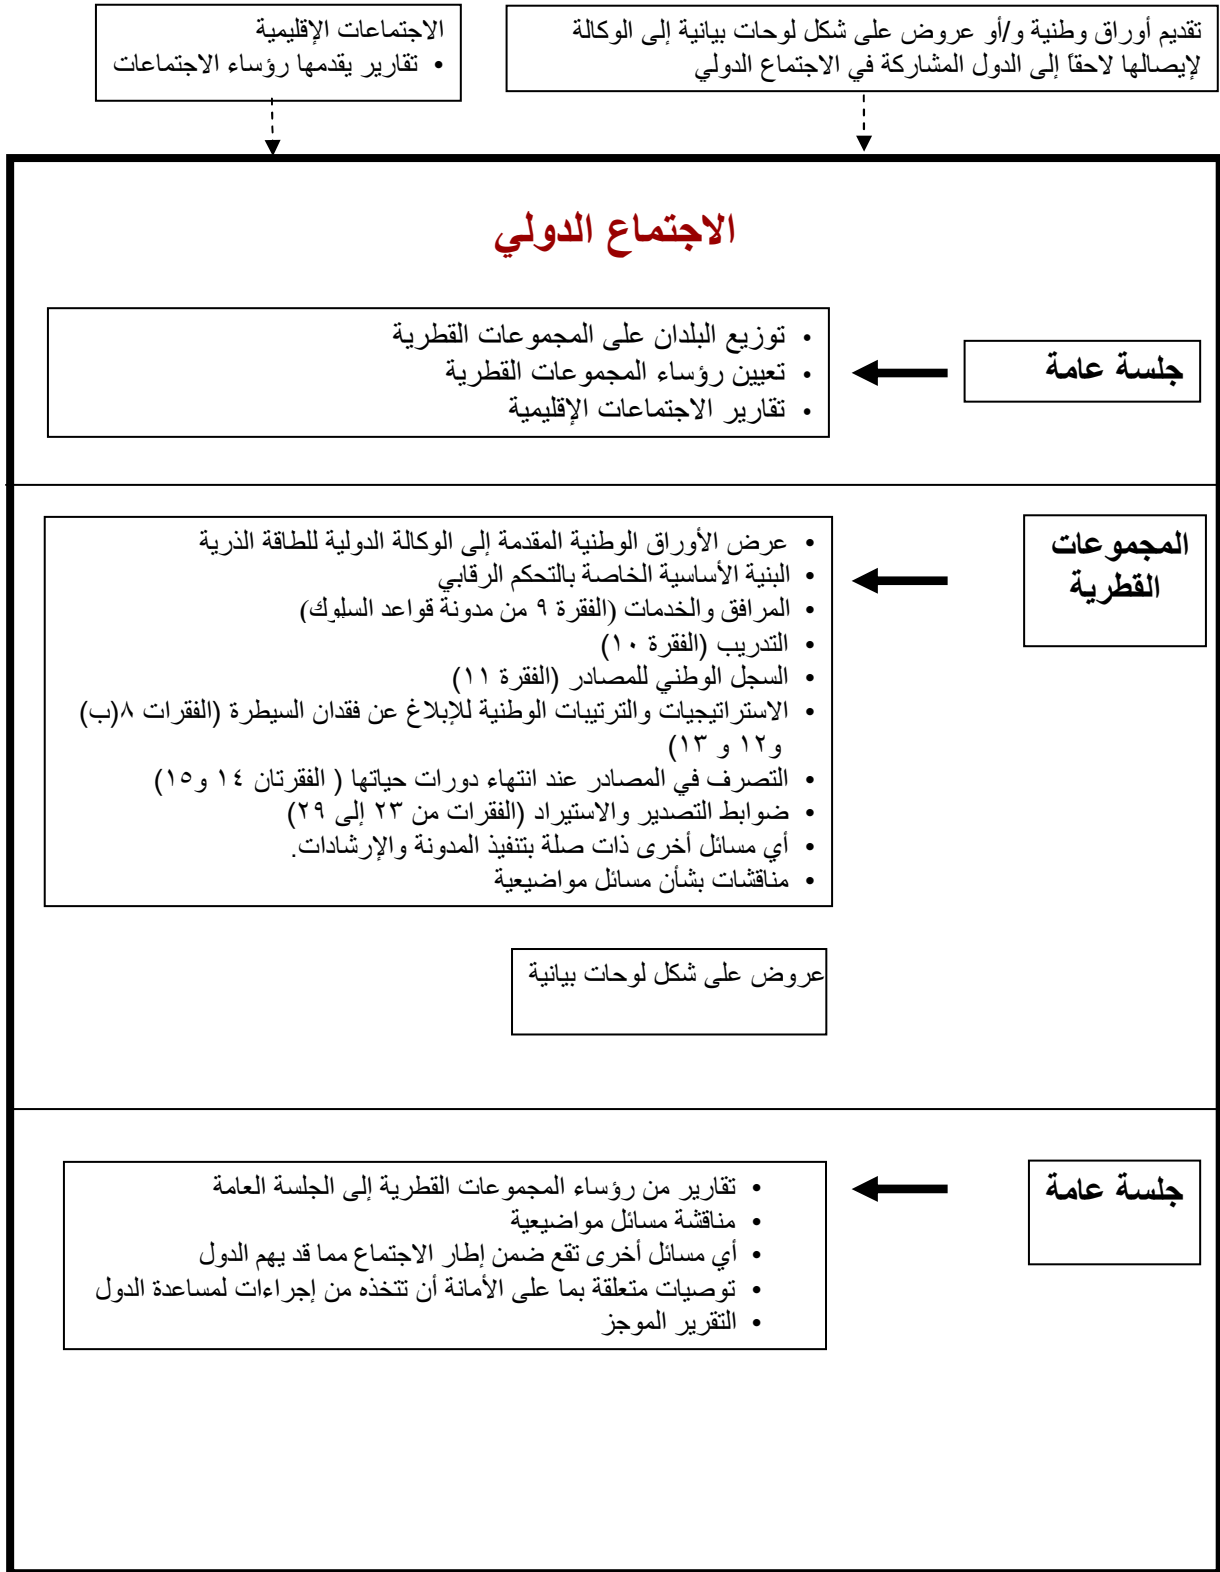 تقديم أوراق وطنية و/أو عروض على شكل لوحات بيانية إلى الوكالة
لإيصالها لاحقاً إلى الدول المشاركة في الاجتماع الدولي
الاجتماعات الإقليمية
• تقارير يقدمها رؤساء الاجتماعات
الاجتماع الدولي
جلسة عامة
• توزيع البلدان على المجموعات القطرية
• تعيين رؤساء المجموعات القطرية
• تقارير الاجتماعات الإقليمية
المجموعات
القطرية
• عرض الأوراق الوطنية المقدمة إلى الوكالة الدولية للطاقة الذرية
• البنية الأساسية الخاصة بالتحكم الرقابي
• المرافق والخدمات (الفقرة ٩ من مدونة قواعد السلوك)
• التدريب (الفقرة ١٠)
• السجل الوطني للمصادر (الفقرة ١١)
• الاستراتيجيات والترتيبات الوطنية للإبلاغ عن فقدان السيطرة (الفقرات ٨(ب)
و١٢ و ١٣)
• التصرف في المصادر عند انتهاء دورات حياتها ( الفقرتان ١٤ و١٥)
• ضوابط التصدير والاستيراد (الفقرات من ٢٣ إلى ٢٩)
• أي مسائل أخرى ذات صلة بتنفيذ المدونة والإرشادات.
• مناقشات بشأن مسائل مواضيعية
عروض على شكل لوحات بيانية
جلسة عامة
• تقارير من رؤساء المجموعات القطرية إلى الجلسة العامة
• مناقشة مسائل مواضيعية
• أي مسائل أخرى تقع ضمن إطار الاجتماع مما قد يهم الدول
• توصيات متعلقة بما على الأمانة أن تتخذه من إجراءات لمساعدة الدول
• التقرير الموجز